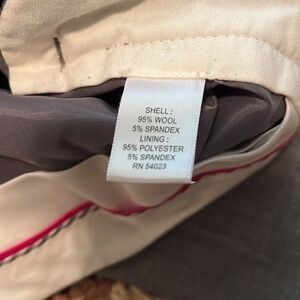 SHELL :
95% WOOL
5% SPANDEX
LINING :
95% POLYESTER
5% SPANDEX
RN 54023